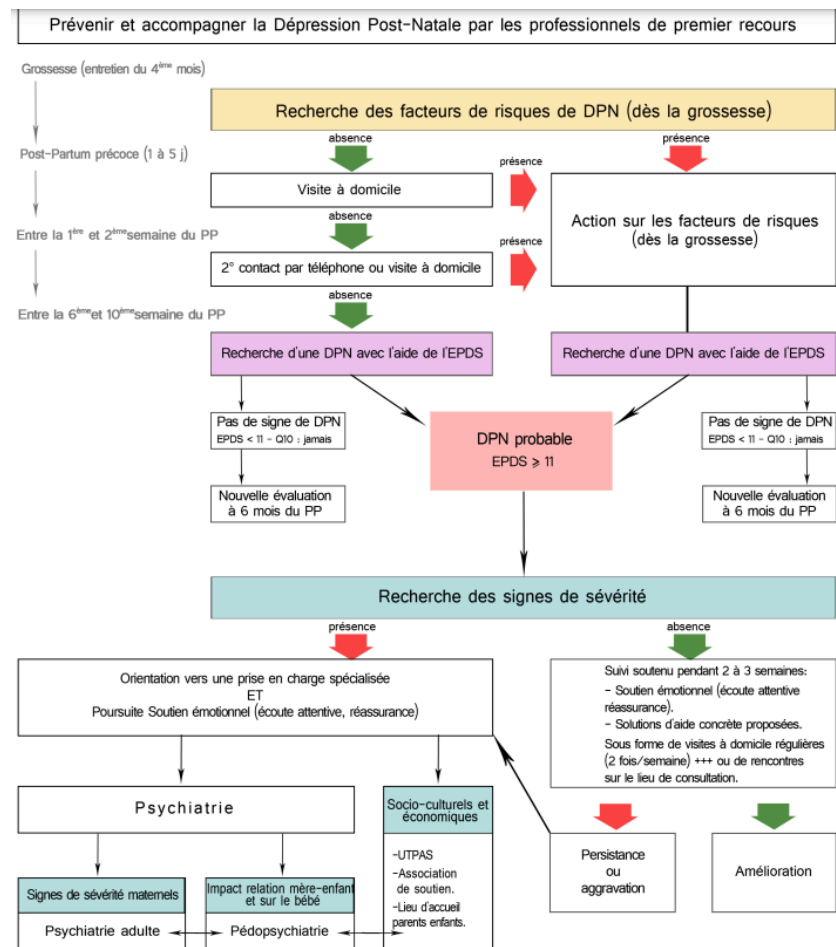 Prévenir et accompagner la Dépression Post-Natale par les professionnels de premier recours
Grossesse (entretien du 4ème mois)
Post-Partum précoce (1 à 5 j)
Entre la 1ère et 2ème semaine du PP
Entre la 6ème et 10ème semaine du PP
Recherche des facteurs de risques de DPN (dès la grossesse)
absence
présence
présence
Visite à domicile
Action sur les facteurs de risques
(dès la grossesse)
absence
présence
2° contact par téléphone ou visite à domicile
absence
Recherche d'une DPN avec l'aide de l'EPDS
Recherche d'une DPN avec l'aide de l'EPDS
Pas de signe de DPN
EPDS < 11 - Q10 : jamais
DPN probable
EPDS ⩾ 11
Pas de signe de DPN
EPDS < 11 - Q10 : jamais
Nouvelle évaluation
à 6 mois du PP
Nouvelle évaluation
à 6 mois du PP
Recherche des signes de sévérité
présence
absence
Orientation vers une prise en charge spécialisée
ET
Poursuite Soutien émotionnel (écoute attentive, réassurance)
Suivi soutenu pendant 2 à 3 semaines:
- Soutien émotionnel (écoute attentive
réassurance).
- Solutions d'aide concrète proposées.
Sous forme de visites à domicile régulières
(2 fois/semaine) +++ ou de rencontres
sur le lieu de consultation.
Psychiatrie
Socio-culturels et
économiques
-UTPAS
-Association
de soutien.
-Lieu d'accueil
parents enfants.
Persistance
ou
aggravation
Amélioration
Signes de sévérité maternels
Psychiatrie adulte
Impact relation mère-enfant
et sur le bébé
Pédopsychiatrie